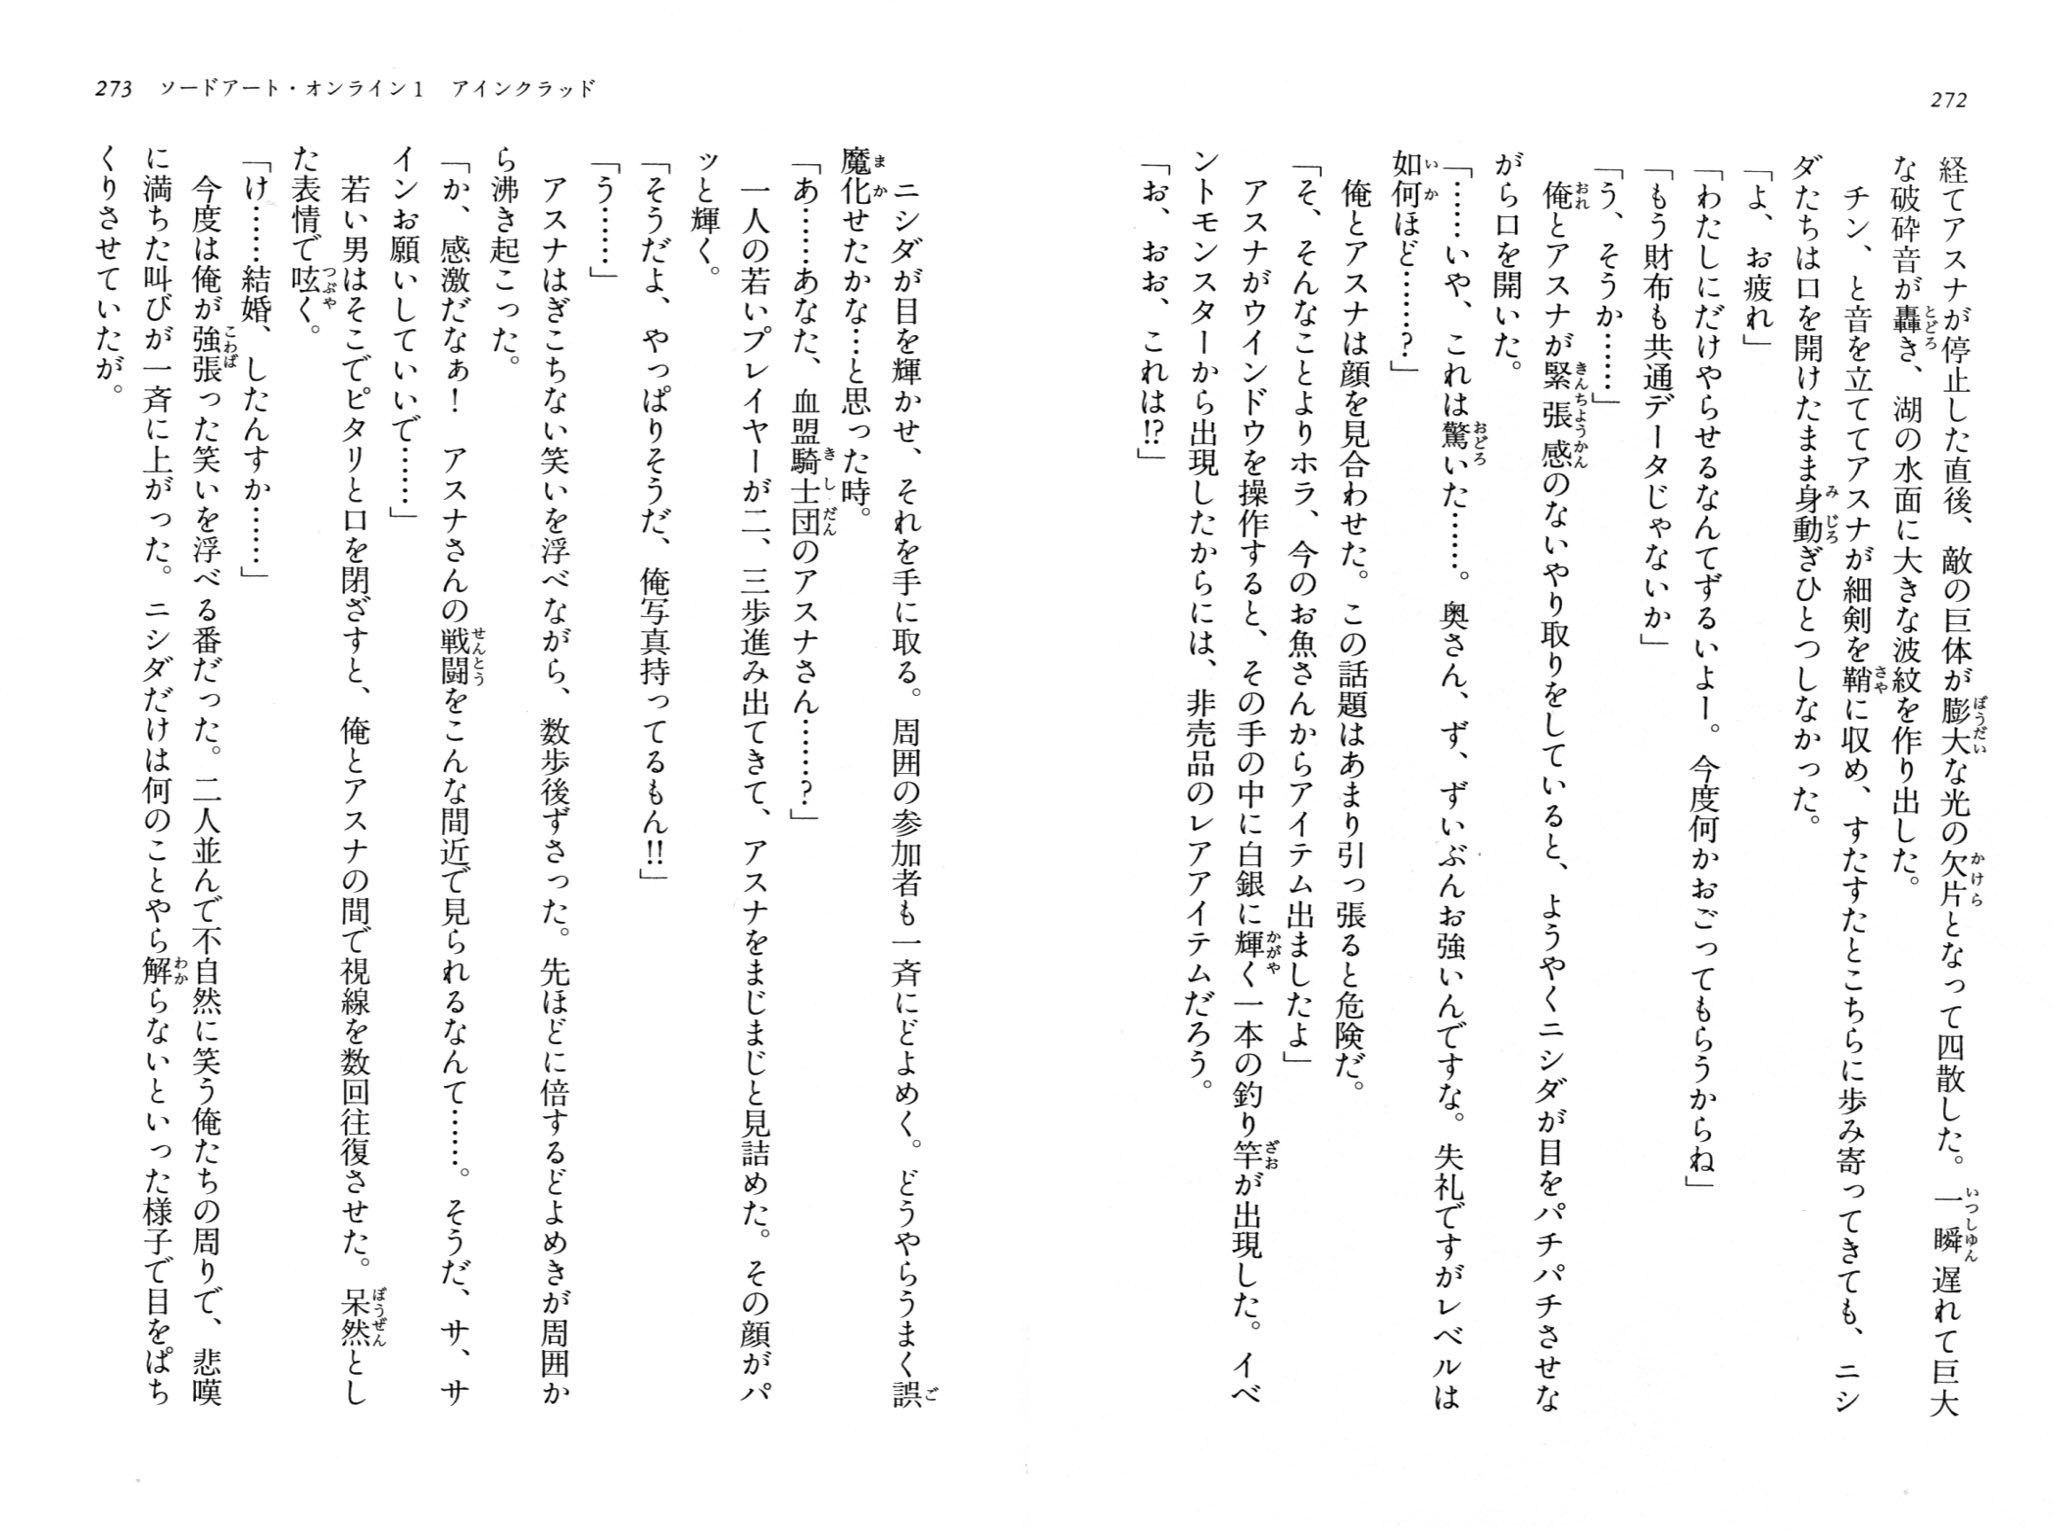 272
経てアスナが停止した直後、敵の巨体が膨大な光の欠片となって四散した。一瞬遅れて巨大
な破砕音が轟き、湖の水面に大きな波紋を作り出した。
チン、と音を立ててアスナが細剣を鞘に収め、すたすたとこちらに歩み寄ってきても、ニシ
ダたちは口を開けたまま身動ぎひとつしなかった。
「よ、お疲れ」
「わたしにだけやらせるなんてずるいよー。今度何かおごってもらうからね」
「もう財布も共通データじゃないか」
「う、そうか……」
俺とアスナが緊張感のないやり取りをしていると、ようやくニシダが目をパチパチさせな
がら口を開いた。
「……いや、これは驚いた……。奥さん、ず、ずいぶんお強いんですな。失礼ですがレベルは
如何ほど……?」
俺とアスナは顔を見合わせた。この話題はあまり引っ張ると危険だ。
「そ、そんなことよりホラ、今のお魚さんからアイテム出ましたよ」
アスナがウインドウを操作すると、その手の中に白銀に輝く一本の釣り竿が出現した。イベ
ントモンスターから出現したからには、非売品のレアアイテムだろう。
「お、おお、これは!?」
273 ソードアート・オンライン1 アインクラッド
ニシダが目を輝かせ、それを手に取る。周囲の参加者も一斉にどよめく。どうやらうまく誤
魔化せたかな…と思った時。
「あ……あなた、血盟騎士団のアスナさん……?」
一人の若いプレイヤーが二、三歩進み出てきて、アスナをまじまじと見詰めた。その顔がパ
ッと輝く。
「そうだよ、やっぱりそうだ、俺写真持ってるもん!!」
「う……」
アスナはぎこちない笑いを浮べながら、数歩後ずさった。先ほどに倍するどよめきが周囲か
ら沸き起こった。
「か、感激だなぁ! アスナさんの戦闘をこんな間近で見られるなんて……。そうだ、サ、サ
インお願いしていいで……」
若い男はそこでピタリと口を閉ざすと、俺とアスナの間で視線を数回往復させた。呆然とし
た表情で呟く。
「け……結婚、したんすか……」
今度は俺が強張った笑いを浮べる番だった。二人並んで不自然に笑う俺たちの周りで、悲嘆
に満ちた叫びが一斉に上がった。ニシダだけは何のことやら解らないといった様子で目をぱち
くりさせていたが。